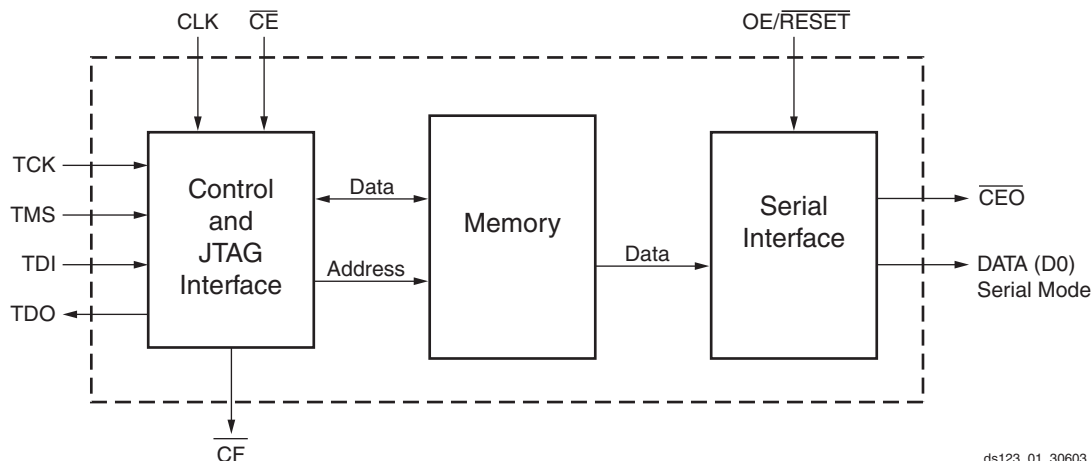 CLK
CE
OE/RESET
TCK
TMS
TDI
TDO
Control
and
JTAG
Interface
Data
Address
Memory
Data
Serial
Interface
CEO
DATA (D0)
Serial Mode
CF
ds123_01_30603